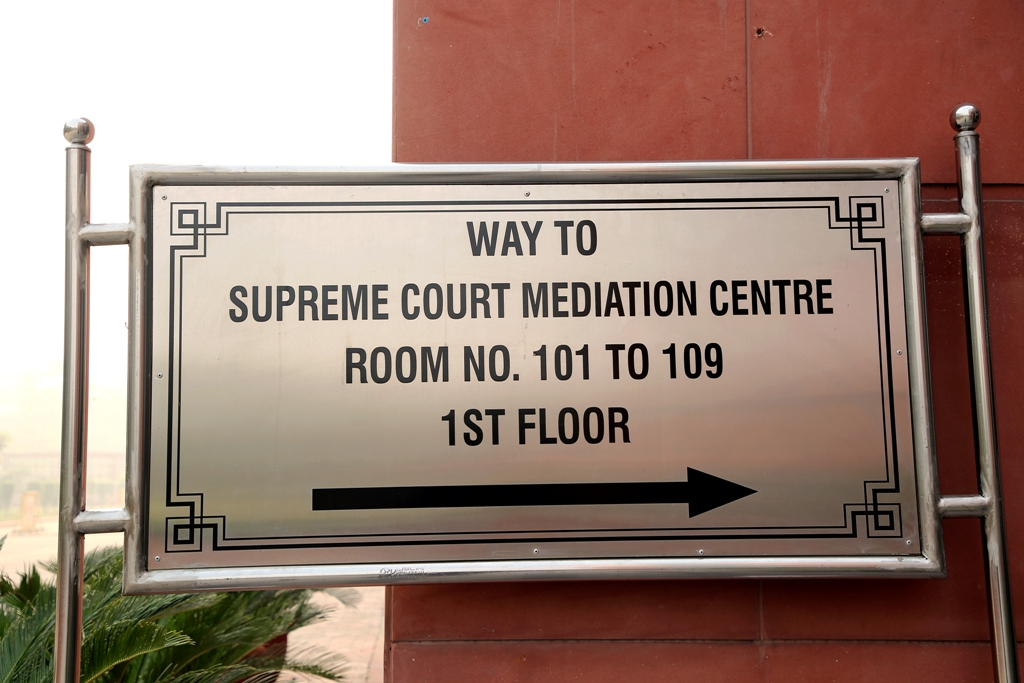 WAY TO
SUPREME COURT MEDIATION CENTRE
ROOM NO. 101 TO 109
1ST FLOOR